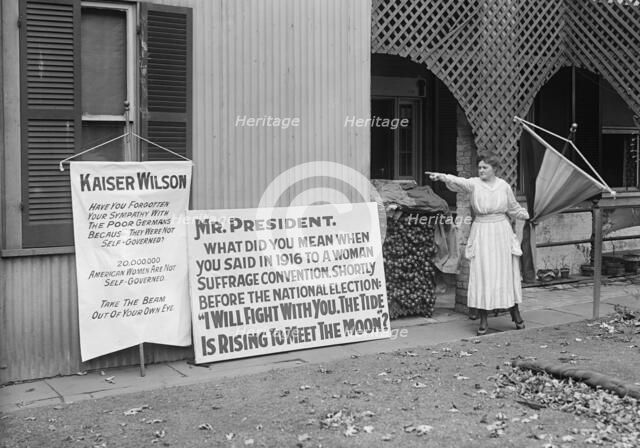 KAISER WILSON
HAVE YOU FORGOTTEN
YOUR SYMPATHY WITH
THE POOR GERMANS
BECAUS- THEY WERE NOT
SELF-GOVERNED?
20,000,000
AMERICAN WOMEN ARE NOT
SELF-GOVERNED.
TAKE THE BEAM
OUT OF YOUR OWN EYE
MR. PRESIDENT.
WHAT DID YOU MEAN WHEN
YOU SAID IN 1916 TO A WOMAN
SUFFRAGE CONVENTION, SHORTLY
BEFORE THE NATIONAL ELECTION:
"I WILL FIGHT WITH YOU. THE TIDE
IS RISING TO MEET THE MOON"?
Heritage
Heritage
Heritage
Heritage
Heritage
Heritage